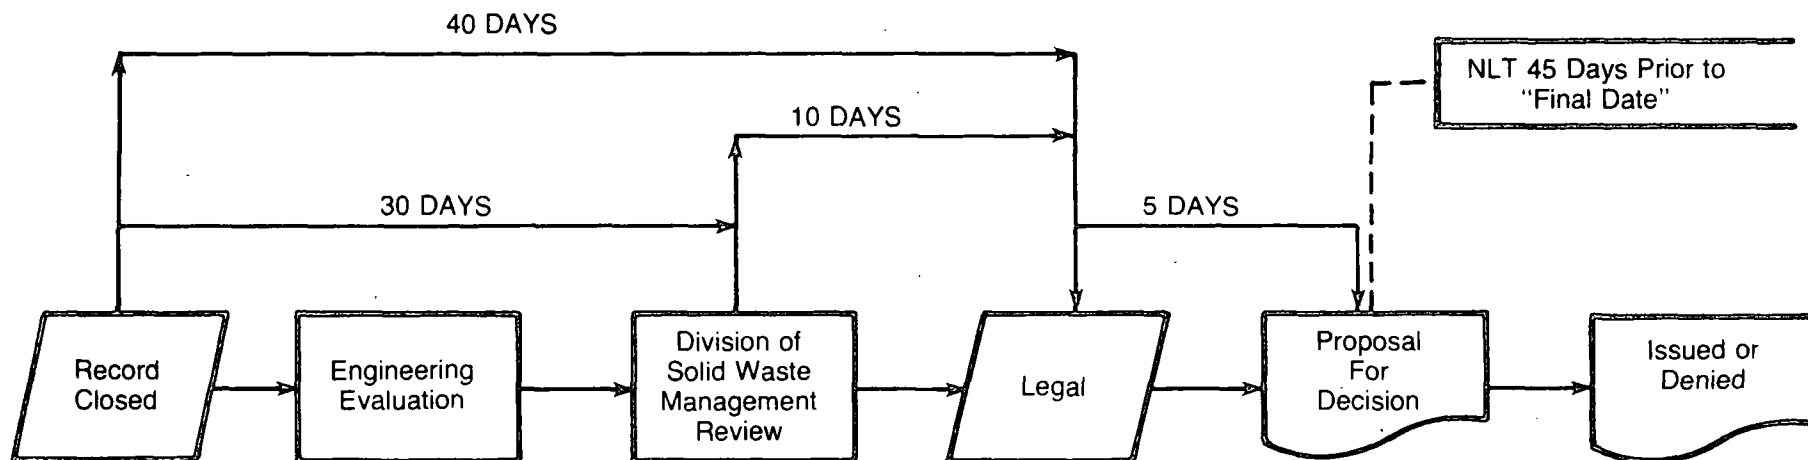 40 DAYS
NLT 45 Days Prior to
"Final Date"
10 DAYS
30 DAYS
5 DAYS
Record
Closed
Engineering
Evaluation
Division of
Solid Waste
Management
Review
Legal
Proposal
For
Decision
Issued or
Denied